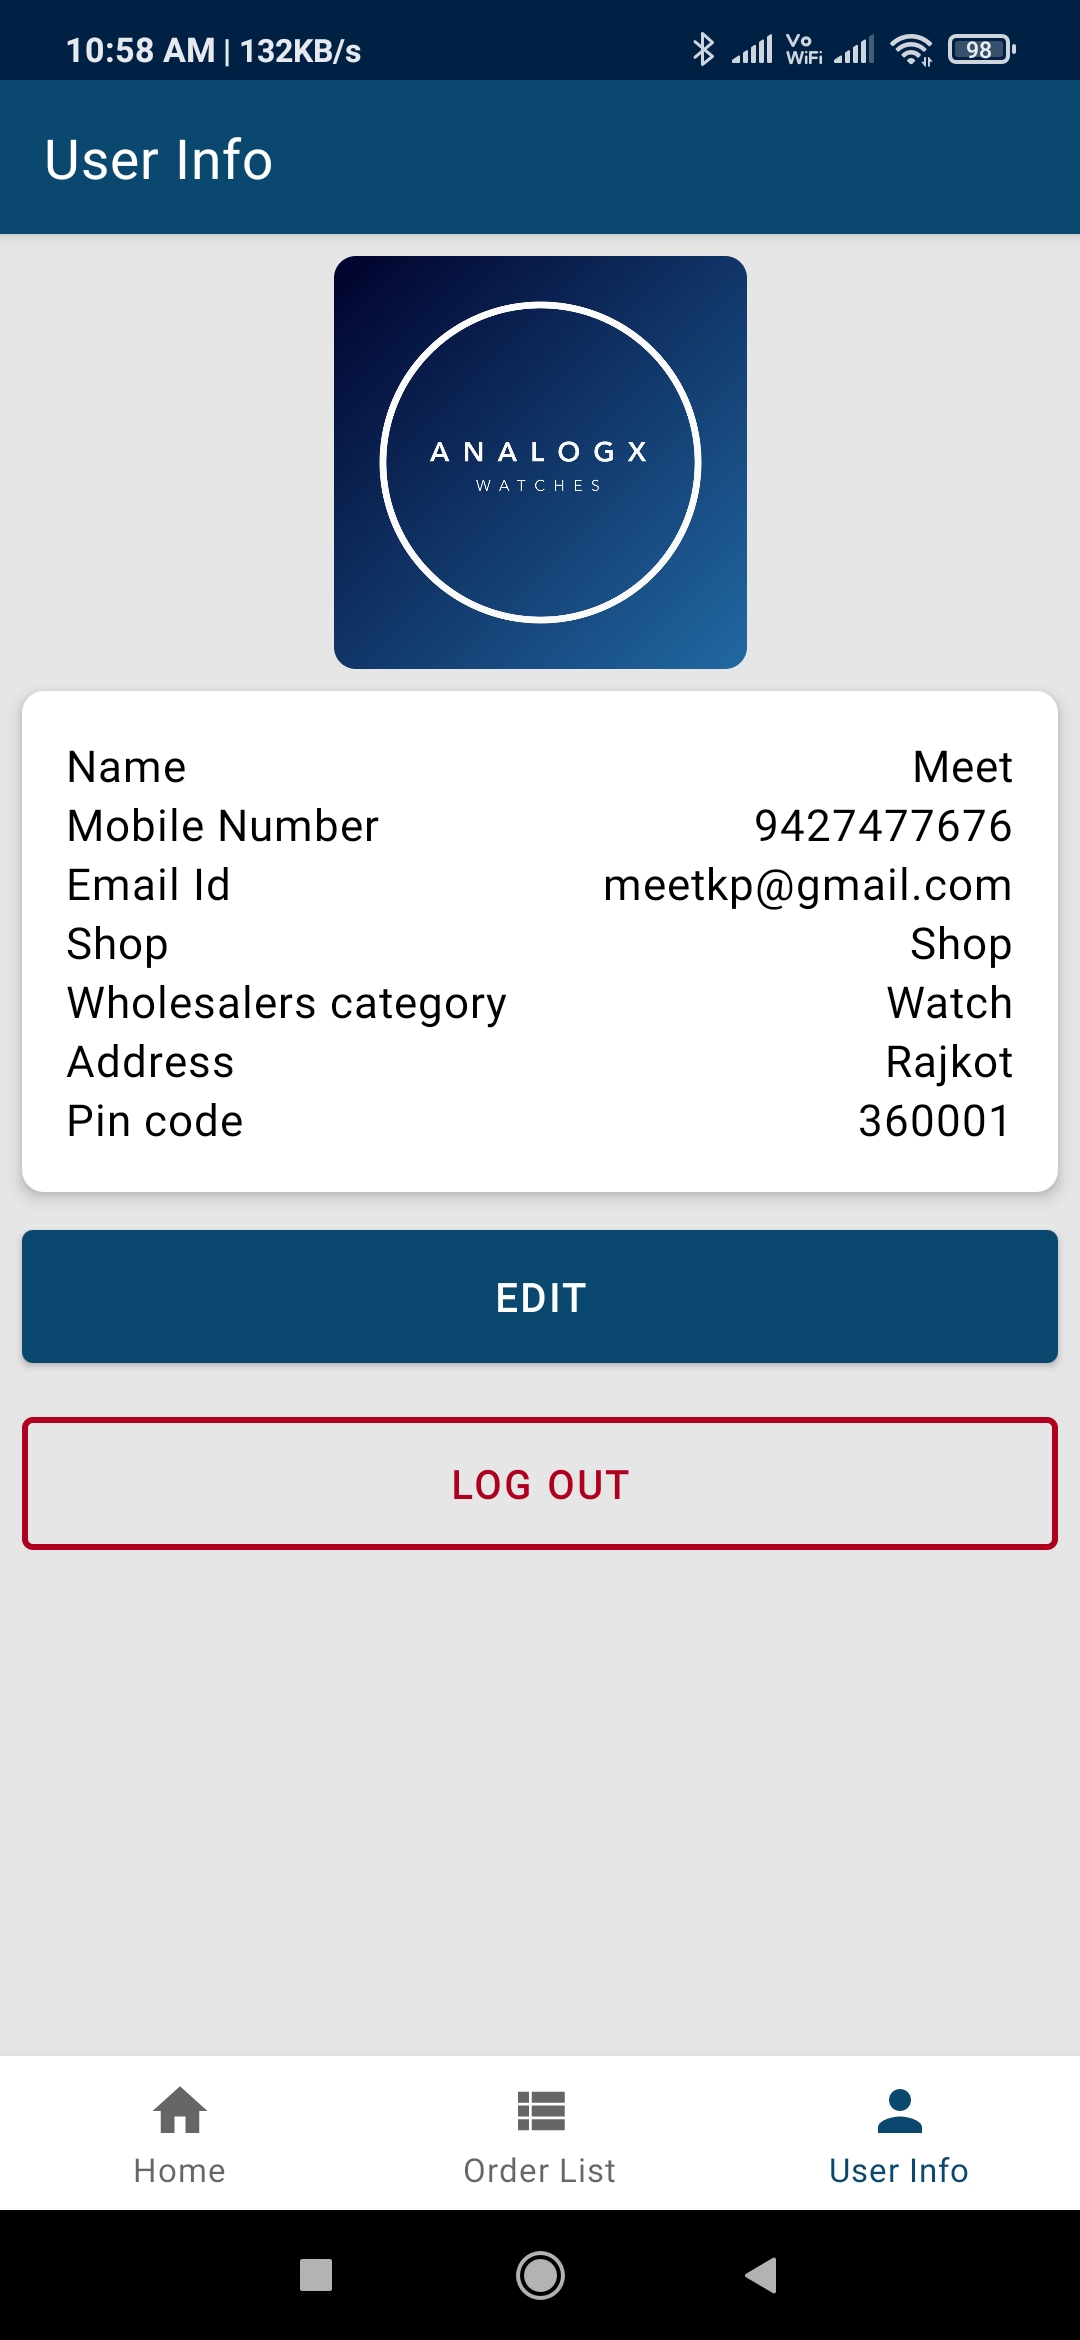 10:58 AM | 132KB/s Vo WiFi 98
User Info
ANALOGX
WATCHES
Name Meet
Mobile Number 9427477676
Email Id meetkp@gmail.com
Shop Shop
Wholesalers category Watch
Address Rajkot
Pin code 360001
EDIT
LOG OUT
Home Order List User Info